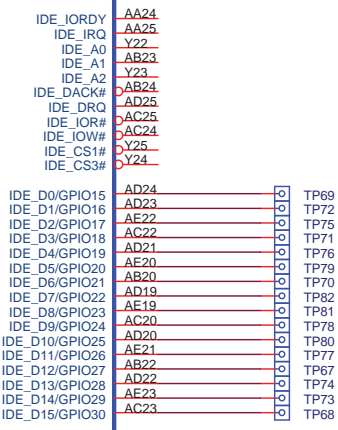 IDE_IORDY AA24
IDE_IRQ AA25
IDE_A0 Y22
IDE_A1 AB23
IDE_A2 Y23
IDE_DACK# AB24
IDE_DRQ AD25
IDE_IOR# AC25
IDE_IOW# AC24
IDE_CS1# Y25
IDE_CS3# Y24
IDE_D0/GPIO15 AD24 TP69
IDE_D1/GPIO16 AD23 TP72
IDE_D2/GPIO17 AE22 TP75
IDE_D3/GPIO18 AC22 TP71
IDE_D4/GPIO19 AD21 TP76
IDE_D5/GPIO20 AE20 TP79
IDE_D6/GPIO21 AB20 TP70
IDE_D7/GPIO22 AD19 TP82
IDE_D8/GPIO23 AE19 TP81
IDE_D9/GPIO24 AC20 TP78
IDE_D10/GPIO25 AD20 TP80
IDE_D11/GPIO26 AE21 TP77
IDE_D12/GPIO27 AB22 TP67
IDE_D13/GPIO28 AD22 TP74
IDE_D14/GPIO29 AE23 TP73
IDE_D15/GPIO30 AC23 TP68